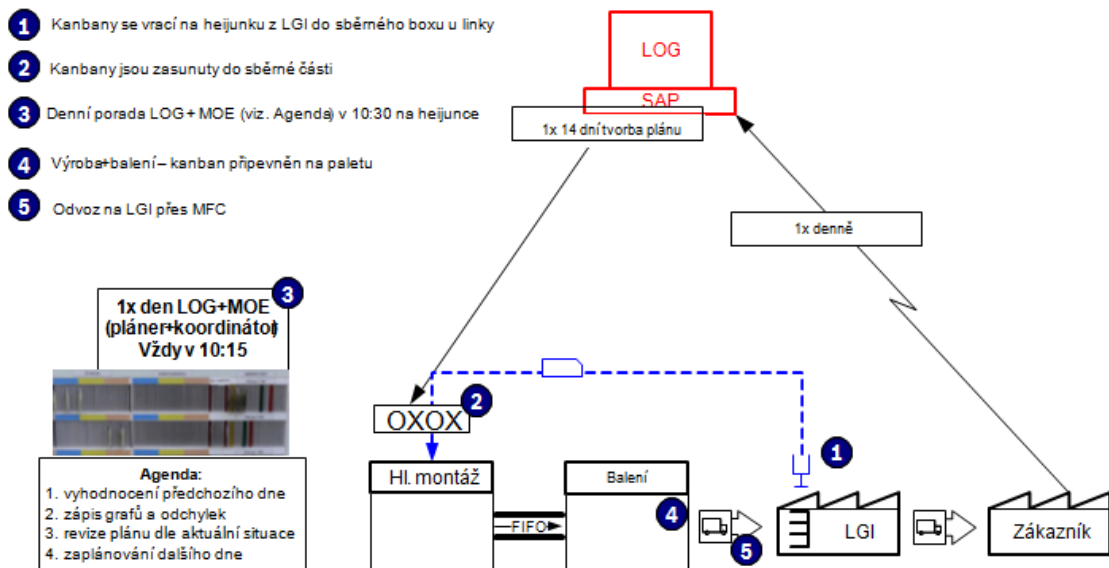 1 Kanbany se vrací na heijunku z LGI do sběrného boxu u linky
2 Kanbany jsou zasunuty do sběrné části
3 Denní porada LOG+ MOE (viz. Agenda) v 10:30 na heijunce
4 Výroba+balení – kanban připevněn na paletu
5 Odvoz na LGI přes MFC
LOG
SAP
1x 14 dní tvorba plánu
1x denně
3
1x den LOG+MOE
(pláner+koordinátor)
Vždy v 10:15
Agenda:
1. vyhodnocení předchozího dne
2. zápis grafů a odchylek
3. revize plánu dle aktuální situace
4. zaplánování dalšího dne
OXOX
2
Hl. montáž
FIFO
Balení
4
5
1
LGI
Zákazník